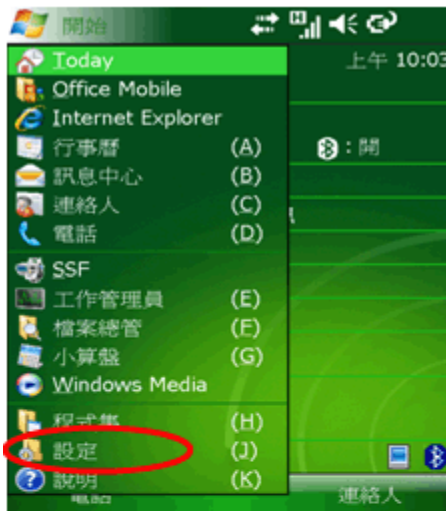 開始
上午 10:03
Today
Office Mobile
Internet Explorer
行事曆 (A)
:開
訊息中心 (B)
連絡人 (C)
電話 (D)
SSF
工作管理員 (E)
檔案總管 (F)
小算盤 (G)
Windows Media
程式集 (H)
設定 (J)
說明 (K)
電話
連絡人